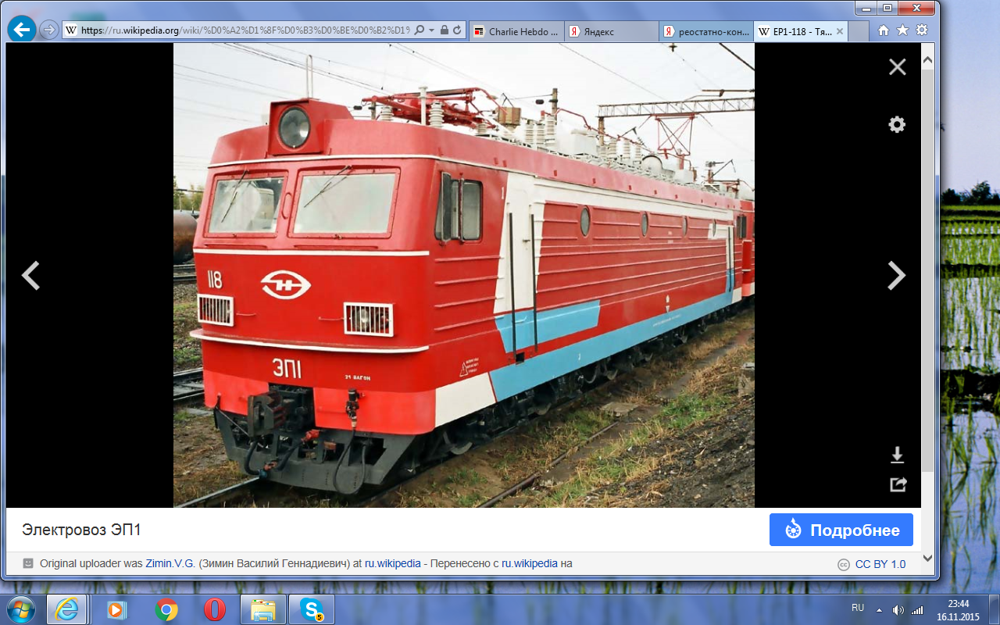 https://ru.wikipedia.org/wiki/%D0%A2%D1%8F%D0%B3%D0%BE%D0%B2%D1%
Charlie Hebdo ...
Яндекс
реостатно-кон...
EP1-118 - Тя...
118
ЭП1
21 ВАГОН
Электровоз ЭП1
Подробнее
Original uploader was Zimin.V.G. (Зимин Василий Геннадиевич) at ru.wikipedia - Перенесено с ru.wikipedia на
CC BY 1.0
RU
5
23:44
16.11.2015